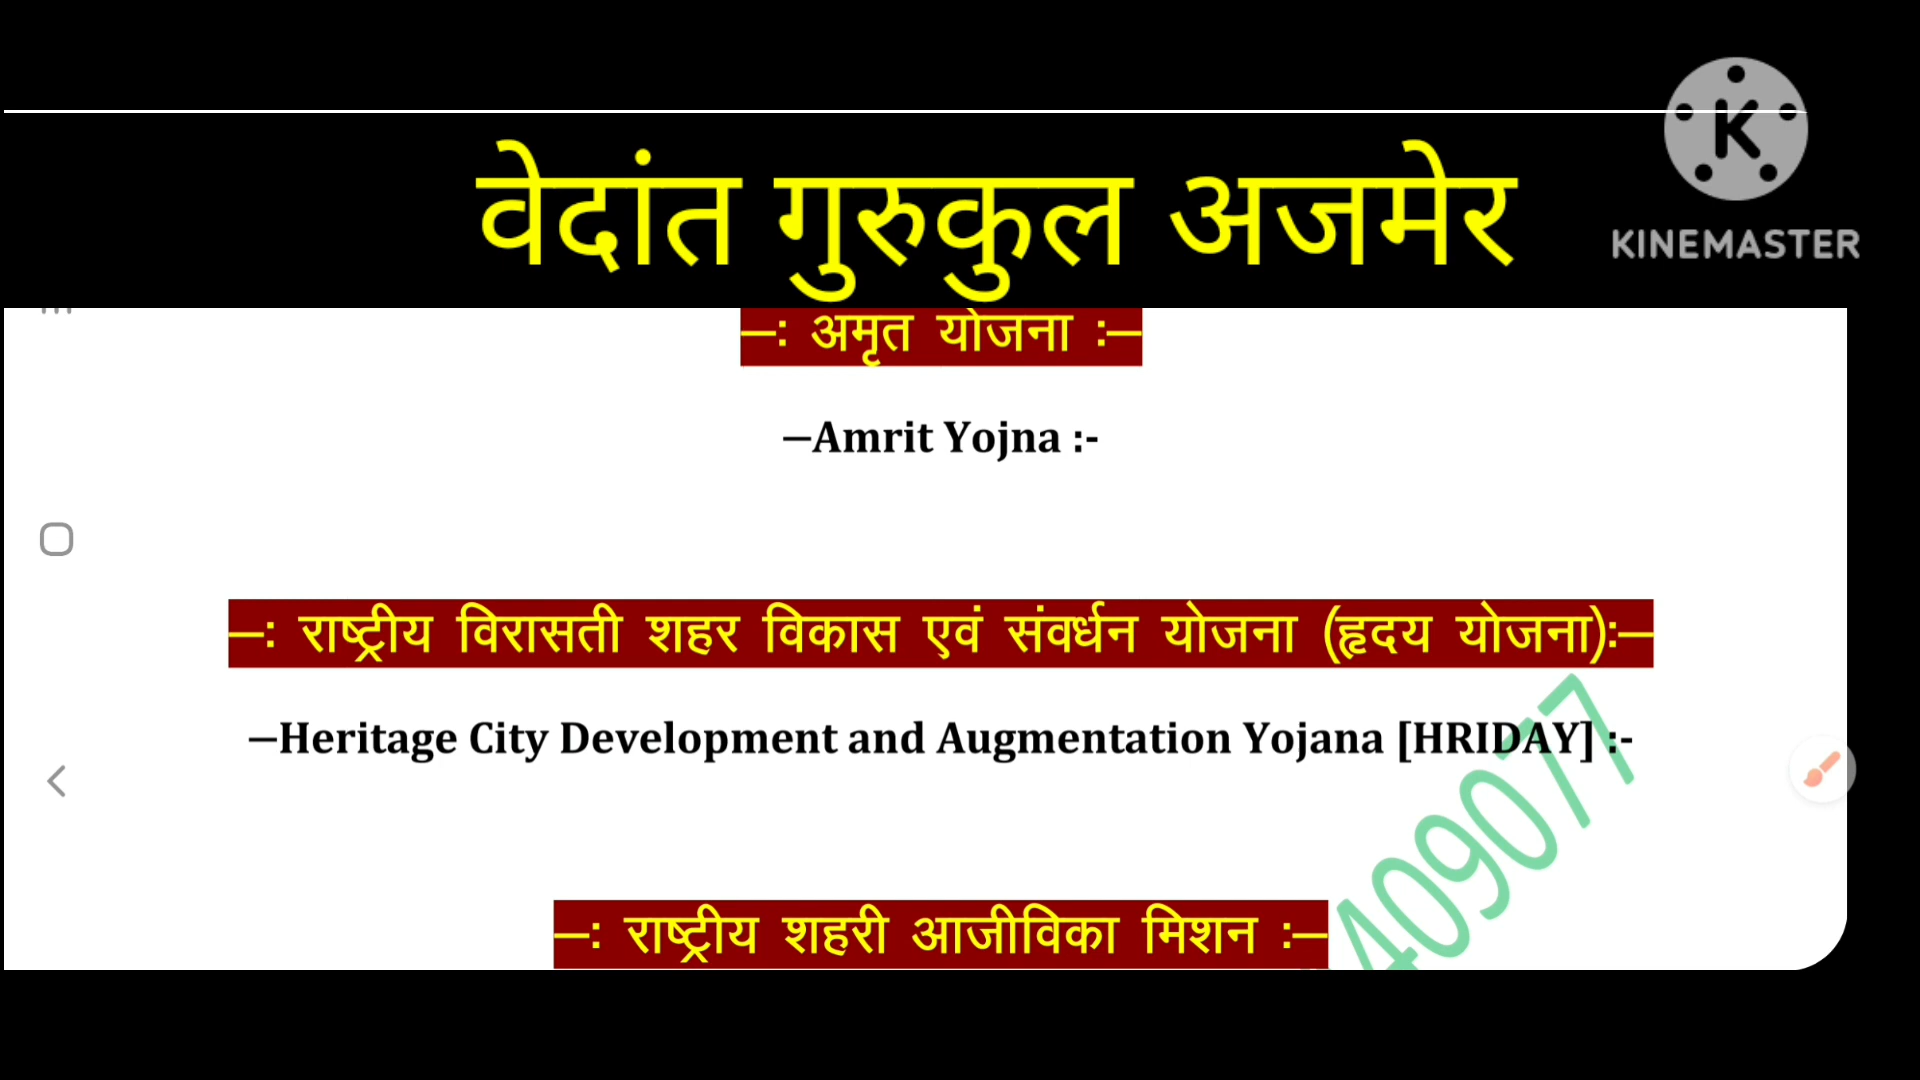 वेदांत गुरुकुल अजमेर
KINEMASTER
—: अमृत योजना :—
—Amrit Yojna :-
—: राष्ट्रीय विरासती शहर विकास एवं संवर्धन योजना (हृदय योजना):—
—Heritage City Development and Augmentation Yojana [HRIDAY] :-
409077
—: राष्ट्रीय शहरी आजीविका मिशन :—